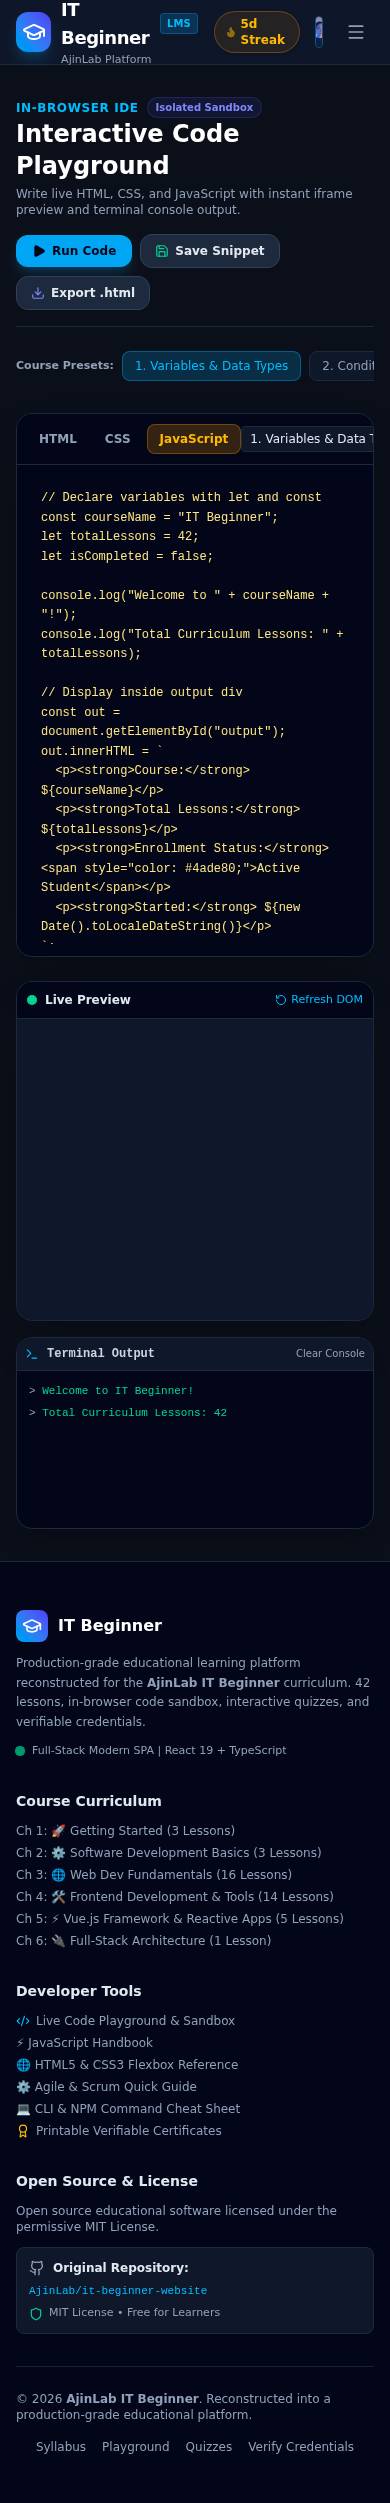 IT
Beginner
LMS
AjinLab Platform
5d
Streak
IN-BROWSER IDE
Isolated Sandbox
Interactive Code
Playground
Write live HTML, CSS, and JavaScript with instant iframe
preview and terminal console output.
Run Code
Save Snippet
Export .html
Course Presets:
1. Variables & Data Types
2. Condit
HTML
CSS
JavaScript
1. Variables & Data T
// Declare variables with let and const
const courseName = "IT Beginner";
let totalLessons = 42;
let isCompleted = false;
console.log("Welcome to " + courseName +
"!");
console.log("Total Curriculum Lessons: " +
totalLessons);
// Display inside output div
const out =
document.getElementById("output");
out.innerHTML = `
<p><strong>Course:</strong>
${courseName}</p>
<p><strong>Total Lessons:</strong>
${totalLessons}</p>
<p><strong>Enrollment Status:</strong>
<span style="color: #4ade80;">Active
Student</span></p>
<p><strong>Started:</strong> ${new
Date().toLocaleDateString()}</p>
Live Preview
Refresh DOM
Terminal Output
Clear Console
> Welcome to IT Beginner!
> Total Curriculum Lessons: 42
IT Beginner
Production-grade educational learning platform
reconstructed for the AjinLab IT Beginner curriculum. 42
lessons, in-browser code sandbox, interactive quizzes, and
verifiable credentials.
Full-Stack Modern SPA | React 19 + TypeScript
Course Curriculum
Ch 1: 🚀 Getting Started (3 Lessons)
Ch 2: ⚙️ Software Development Basics (3 Lessons)
Ch 3: 🌐 Web Dev Fundamentals (16 Lessons)
Ch 4: 🛠️ Frontend Development & Tools (14 Lessons)
Ch 5: ⚡ Vue.js Framework & Reactive Apps (5 Lessons)
Ch 6: 🔌 Full-Stack Architecture (1 Lesson)
Developer Tools
Live Code Playground & Sandbox
⚡ JavaScript Handbook
🌐 HTML5 & CSS3 Flexbox Reference
⚙️ Agile & Scrum Quick Guide
💻 CLI & NPM Command Cheat Sheet
Printable Verifiable Certificates
Open Source & License
Open source educational software licensed under the
permissive MIT License.
Original Repository:
AjinLab/it-beginner-website
MIT License • Free for Learners
© 2026 AjinLab IT Beginner. Reconstructed into a
production-grade educational platform.
Syllabus
Playground
Quizzes
Verify Credentials